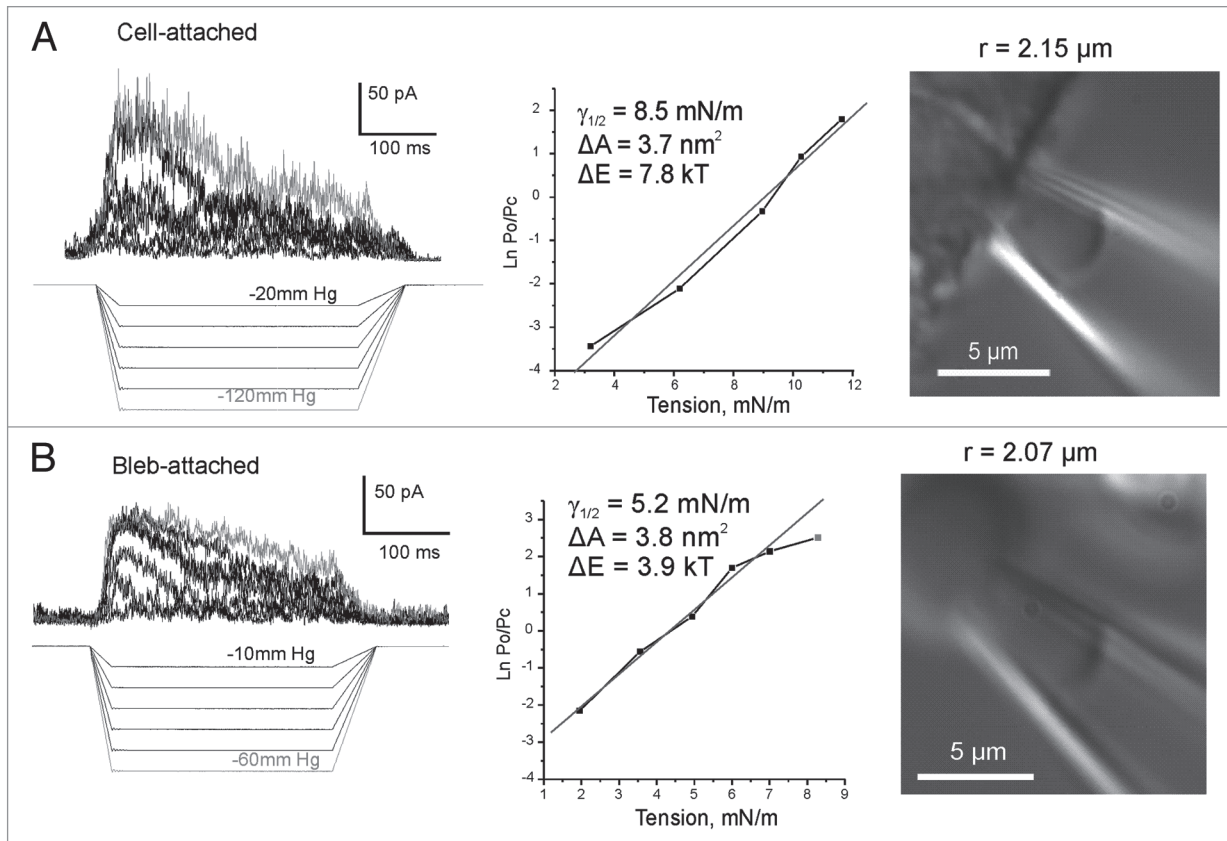 A
Cell-attached
50 pA
100 ms
-20mm Hg
-120mm Hg
γ1/2 = 8.5 mN/m
ΔA = 3.7 nm²
ΔE = 7.8 kT
Ln Po/Pc
2
1
0
-1
-2
-3
-4
2 4 6 8 10 12
Tension, mN/m
r = 2.15 µm
5 µm
B
Bleb-attached
50 pA
100 ms
-10mm Hg
-60mm Hg
γ1/2 = 5.2 mN/m
ΔA = 3.8 nm²
ΔE = 3.9 kT
Ln Po/Pc
3
2
1
0
-1
-2
-3
-4
1 2 3 4 5 6 7 8 9
Tension, mN/m
r = 2.07 µm
5 µm